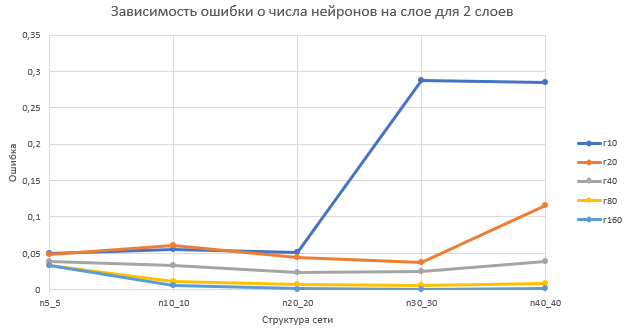 Зависимость ошибки о числа нейронов на слое для 2 слоев
0,35
0,3
0,25
0,2
0,15
0,1
0,05
0
Ошибка
n5_5
n10_10
n20_20
n30_30
n40_40
Структура сети
r10
r20
r40
r80
r160